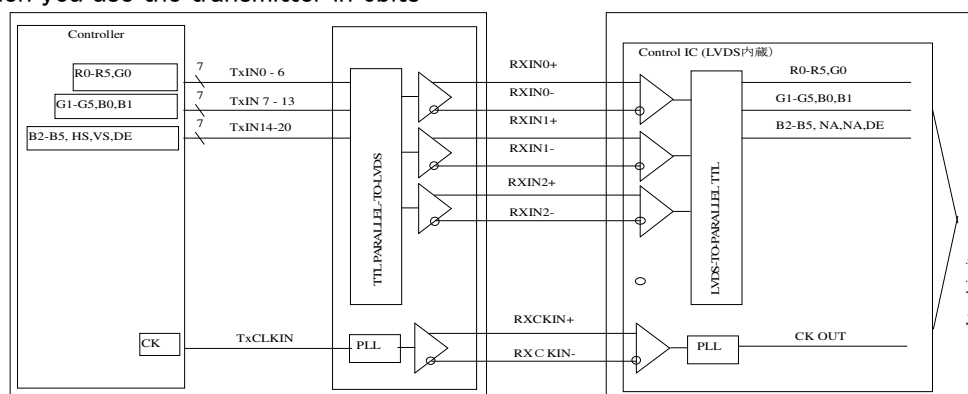 Controller
R0-R5,G0
G1-G5,B0,B1
B2-B5, HS,VS,DE
CK
7
TxIN0 - 6
7
TxIN 7 - 13
7
TxIN14-20
TxCLKIN
TTL PARALLEL-TO-LVDS
PLL
RXIN0+
RXIN0-
RXIN1+
RXIN1-
RXIN2+
RXIN2-
RXCKIN+
RXC KIN-
Control IC (LVDS内蔵)
LVDS-TO-PARALLEL TTL
PLL
R0-R5,G0
G1-G5,B0,B1
B2-B5, NA,NA,DE
CK OUT